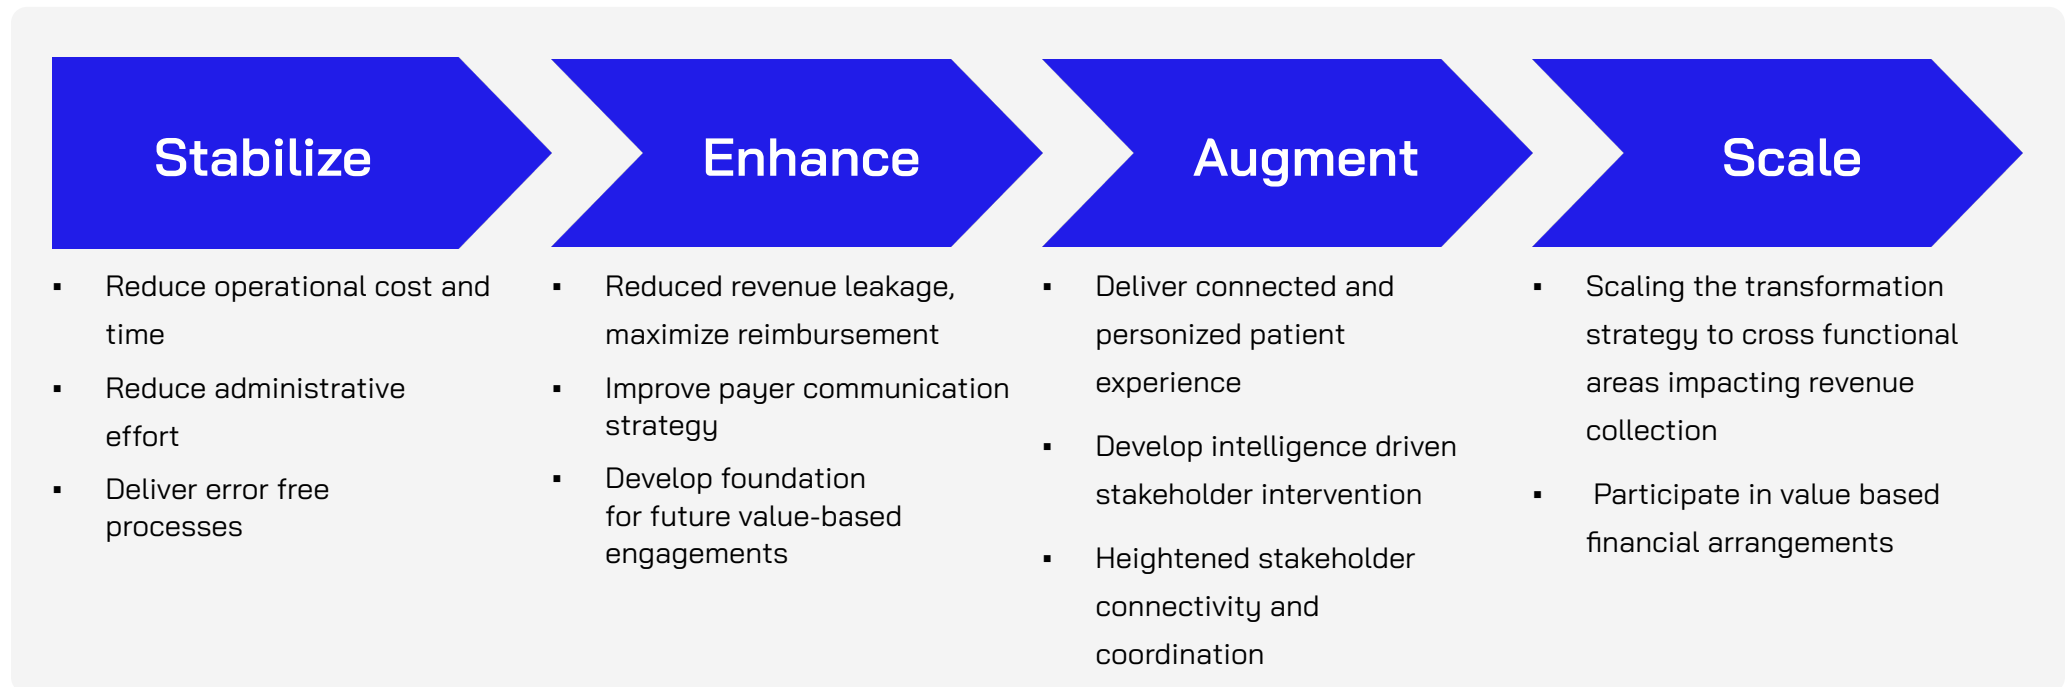 Stabilize
Enhance
Augment
Scale
▪ Reduce operational cost and
time
▪ Reduce administrative
effort
▪ Deliver error free
processes
▪ Reduced revenue leakage,
maximize reimbursement
▪ Improve payer communication
strategy
▪ Develop foundation
for future value-based
engagements
▪ Deliver connected and
personized patient
experience
▪ Develop intelligence driven
stakeholder intervention
▪ Heightened stakeholder
connectivity and
coordination
▪ Scaling the transformation
strategy to cross functional
areas impacting revenue
collection
▪ Participate in value based
financial arrangements